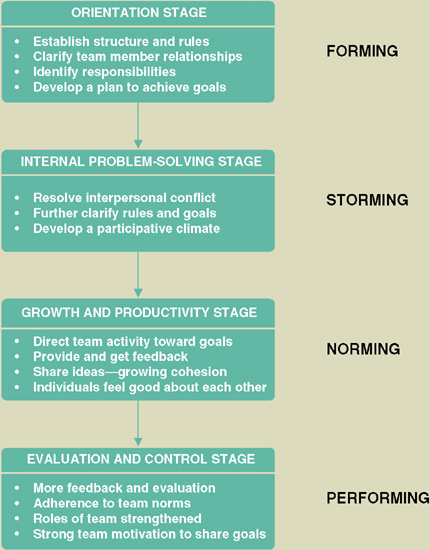 ORIENTATION STAGE
• Establish structure and rules
• Clarify team member relationships
• Identify responsibilities
• Develop a plan to achieve goals
FORMING
INTERNAL PROBLEM-SOLVING STAGE
• Resolve interpersonal conflict
• Further clarify rules and goals
• Develop a participative climate
STORMING
GROWTH AND PRODUCTIVITY STAGE
• Direct team activity toward goals
• Provide and get feedback
• Share ideas—growing cohesion
• Individuals feel good about each other
NORMING
EVALUATION AND CONTROL STAGE
• More feedback and evaluation
• Adherence to team norms
• Roles of team strengthened
• Strong team motivation to share goals
PERFORMING